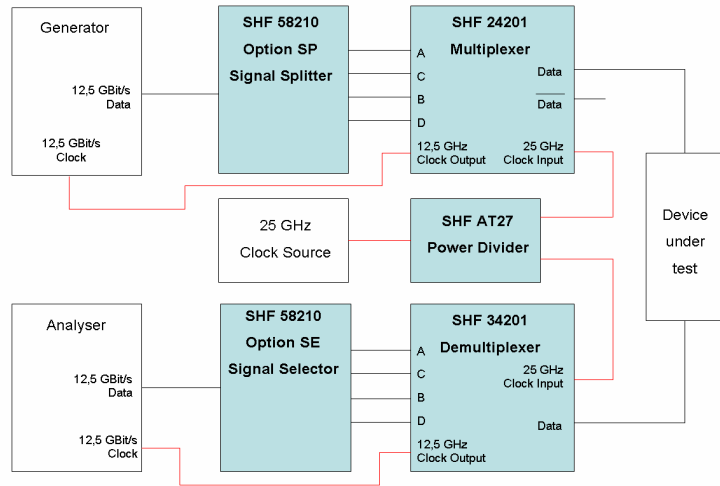 Generator
12,5 GBit/s
Data
12,5 GBit/s
Clock
SHF 58210
Option SP
Signal Splitter
SHF 24201
Multiplexer
A
C
B
D
Data
Data
12,5 GHz
Clock Output
25 GHz
Clock Input
25 GHz
Clock Source
SHF AT27
Power Divider
Device
under
test
Analyser
12,5 GBit/s
Data
12,5 GBit/s
Clock
SHF 58210
Option SE
Signal Selector
SHF 34201
Demultiplexer
A
C
B
D
25 GHz
Clock Input
Data
12,5 GHz
Clock Output